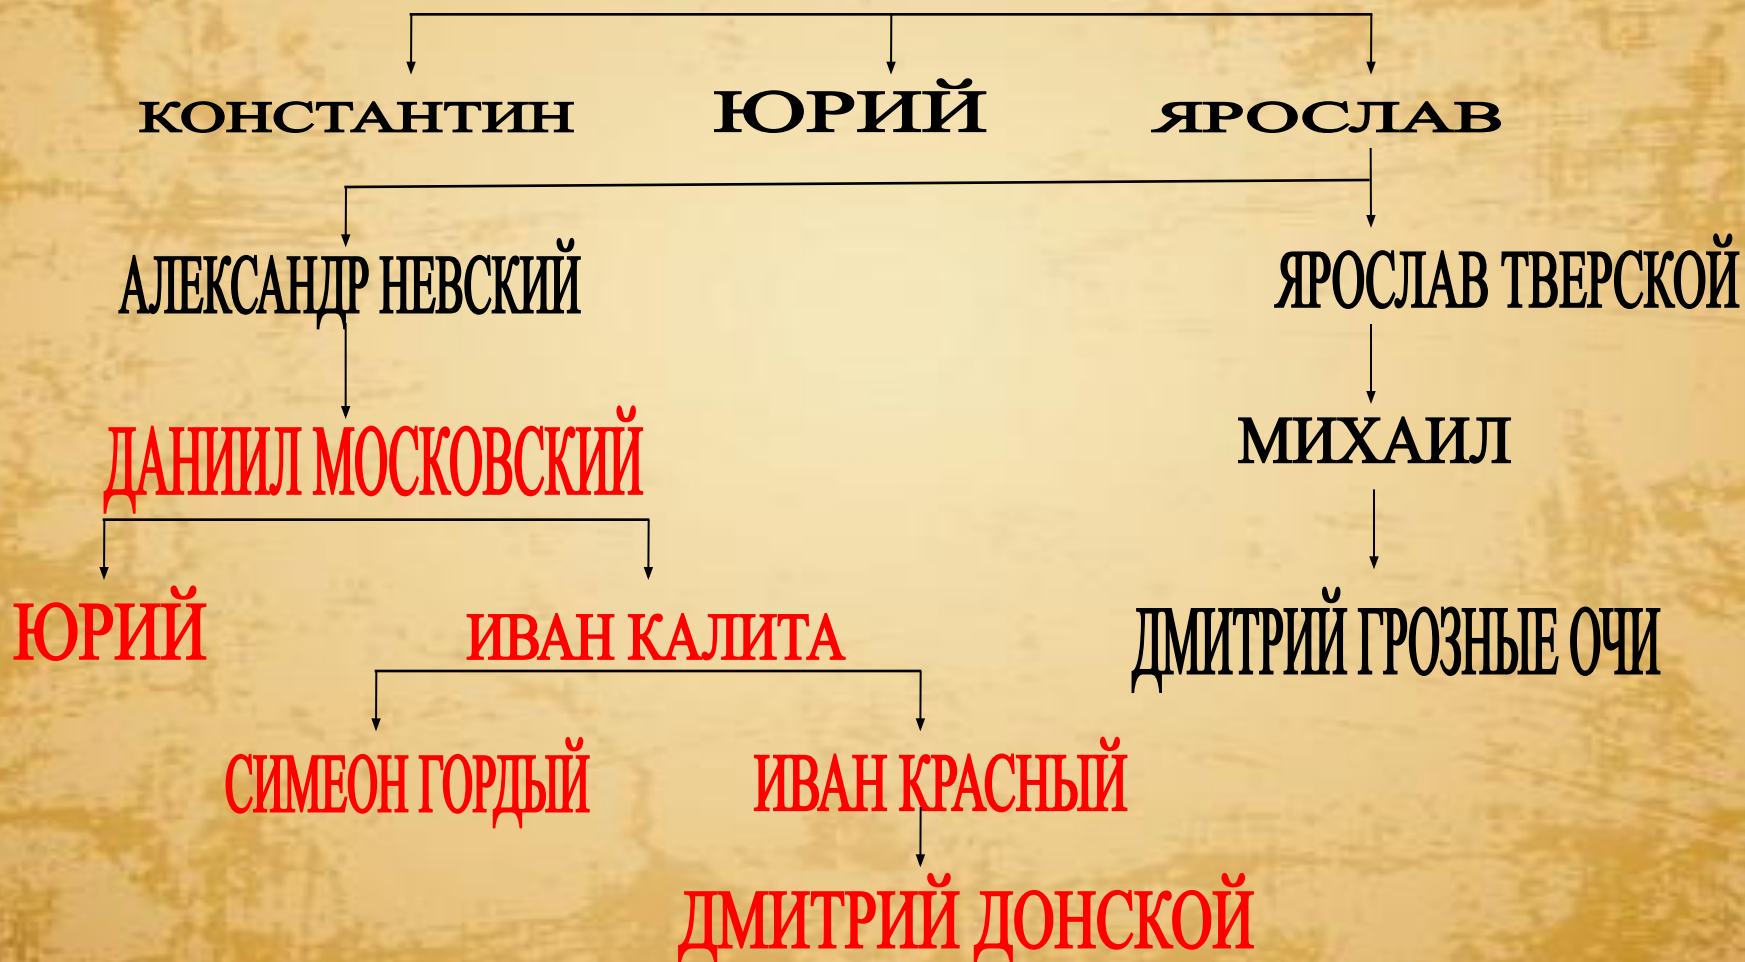 КОНСТАНТИН ЮРИЙ ЯРОСЛАВ
АЛЕКСАНДР НЕВСКИЙ ЯРОСЛАВ ТВЕРСКОЙ
ДАНИИЛ МОСКОВСКИЙ МИХАИЛ
ЮРИЙ ИВАН КАЛИТА ДМИТРИЙ ГРОЗНЫЕ ОЧИ
СИМЕОН ГОРДЫЙ ИВАН КРАСНЫЙ
ДМИТРИЙ ДОНСКОЙ